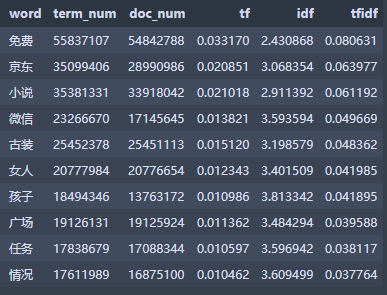 word term_num doc_num tf idf tfidf
免费 55837107 54842788 0.033170 2.430868 0.080631
京东 35099406 28990986 0.020851 3.068354 0.063977
小说 35381331 33918042 0.021018 2.911392 0.061192
微信 23266670 17145645 0.013821 3.593594 0.049669
古装 25452378 25451113 0.015120 3.198579 0.048362
女人 20777984 20776654 0.012343 3.401509 0.041985
孩子 18494346 13763172 0.010986 3.813342 0.041895
广场 19126131 19125924 0.011362 3.484294 0.039588
任务 17838679 17088344 0.010597 3.596942 0.038117
情况 17611989 16875100 0.010462 3.609499 0.037764